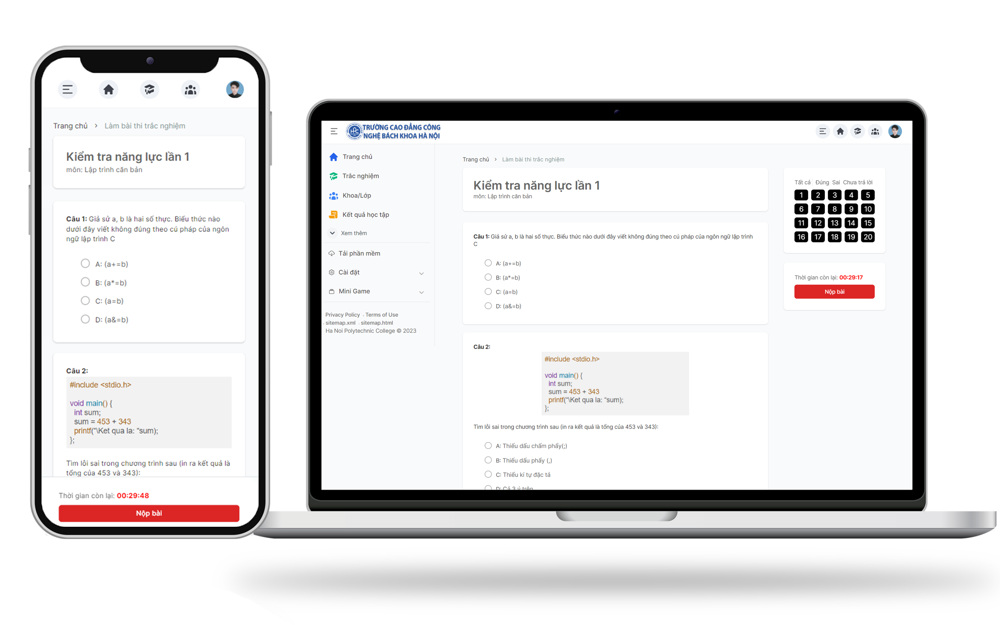 Trang chủ > Làm bài thi trắc nghiệm
Kiểm tra năng lực lần 1
môn: Lập trình căn bản
Câu 1: Giả sử a, b là hai số thực. Biểu thức nào
dưới đây viết không đúng theo cú pháp của ngôn
ngữ lập trình C
A: (a+=b)
B: (a*=b)
C: (a=b)
D: (a&=b)
Câu 2:
#include <stdio.h>
void main() {
int sum;
sum = 453 + 343
printf(“\Ket qua la: “sum);
};
Tìm lỗi sai trong chương trình sau (in ra kết quả là
tổng của 453 và 343):
Thời gian còn lại: 00:29:48
Nộp bài
HPC
TRƯỜNG CAO ĐẲNG CÔNG
NGHỆ BÁCH KHOA HÀ NỘI
Trang chủ
Trắc nghiệm
Khoa/Lớp
Kết quả học tập
Xem thêm
Tải phần mềm
Cài đặt
Mini Game
Privacy Policy . Terms of Use
. sitemap.xml . sitemap.html
Ha Noi Polytechnic College © 2023
Trang chủ > Làm bài thi trắc nghiệm
Kiểm tra năng lực lần 1
môn: Lập trình căn bản
Câu 1: Giả sử a, b là hai số thực. Biểu thức nào dưới đây viết không đúng theo cú pháp của ngôn ngữ lập trình
C
A: (a+=b)
B: (a*=b)
C: (a=b)
D: (a&=b)
Câu 2:
#include <stdio.h>
void main() {
int sum;
sum = 453 + 343
printf(“\Ket qua la: “sum);
};
Tìm lỗi sai trong chương trình sau (in ra kết quả là tổng của 453 và 343):
A: Thiếu dấu chấm phẩy(;)
B: Thiếu dấu phẩy (,)
C: Thiếu kí tự đặc tả
D: Cả 3 ý trên
Tất cả Đúng Sai Chưa trả lời
1 2 3 4 5
6 7 8 9 10
11 12 13 14 15
16 17 18 19 20
Thời gian còn lại: 00:29:17
Nộp bài